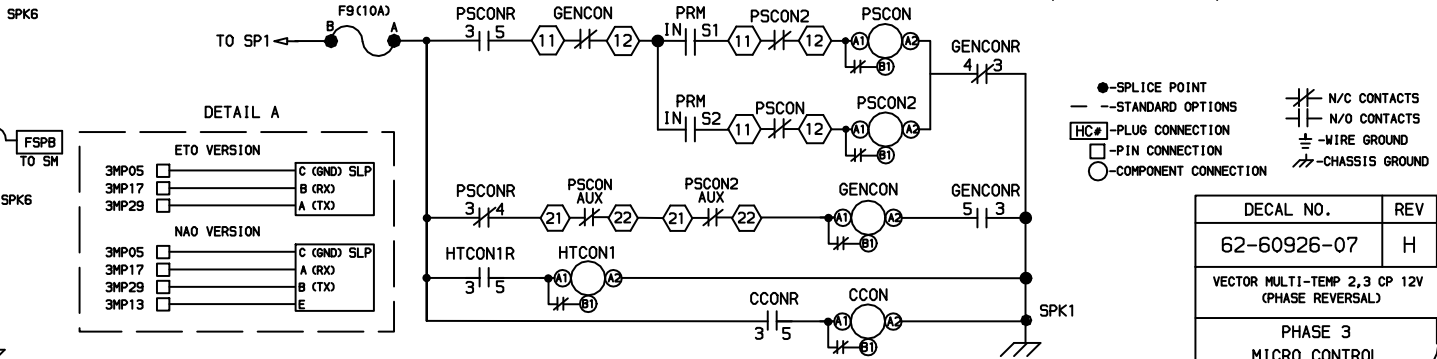 SPK6
F9(10A)
B A
TO SP1
PSCONR
3 5
GENCON
11 12
PRM
IN S1
PSCON2
11 12
PSCON
A1 A2
B1
GENCONR
4 3
PRM
IN S2
PSCON
11 12
PSCON2
A1 A2
B1
PSCONR
3 4
PSCON
AUX
21 22
PSCON2
AUX
21 22
GENCON
A1 A2
B1
GENCONR
5 3
HTCON1R
3 5
HTCON1
A1 A2
B1
CCONR
3 5
CCON
A1 A2
B1
SPK1
FSPB
TO SM
SPK6
DETAIL A
ETO VERSION
3MP05 C (GND) SLP
3MP17 B (RX)
3MP29 A (TX)
NAO VERSION
3MP05 C (GND) SLP
3MP17 A (RX)
3MP29 B (TX)
3MP13 E
-SPLICE POINT
-STANDARD OPTIONS
HC# -PLUG CONNECTION
-PIN CONNECTION
-COMPONENT CONNECTION
N/C CONTACTS
N/O CONTACTS
-WIRE GROUND
-CHASSIS GROUND
DECAL NO. REV
62-60926-07 H
VECTOR MULTI-TEMP 2,3 CP 12V
(PHASE REVERSAL)
PHASE 3
MICRO CONTROL